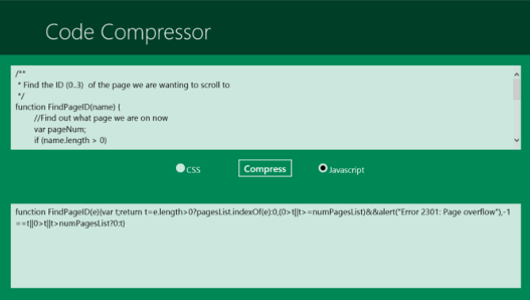 Code Compressor
/**
* Find the ID (0..3)  of the page we are wanting to scroll to
*/
function FindPageID(name) {
//Find out what page we are on now
var pageNum;
if (name.length > 0)
CSS Compress Javascript
function FindPageID(e){var t;return t=e.length>0?pagesList.indexOf(e):0,(0>t||t>=numPagesList)&&alert("Error 2301: Page overflow"),-1
==t||0>t||t>numPagesList?0:t}